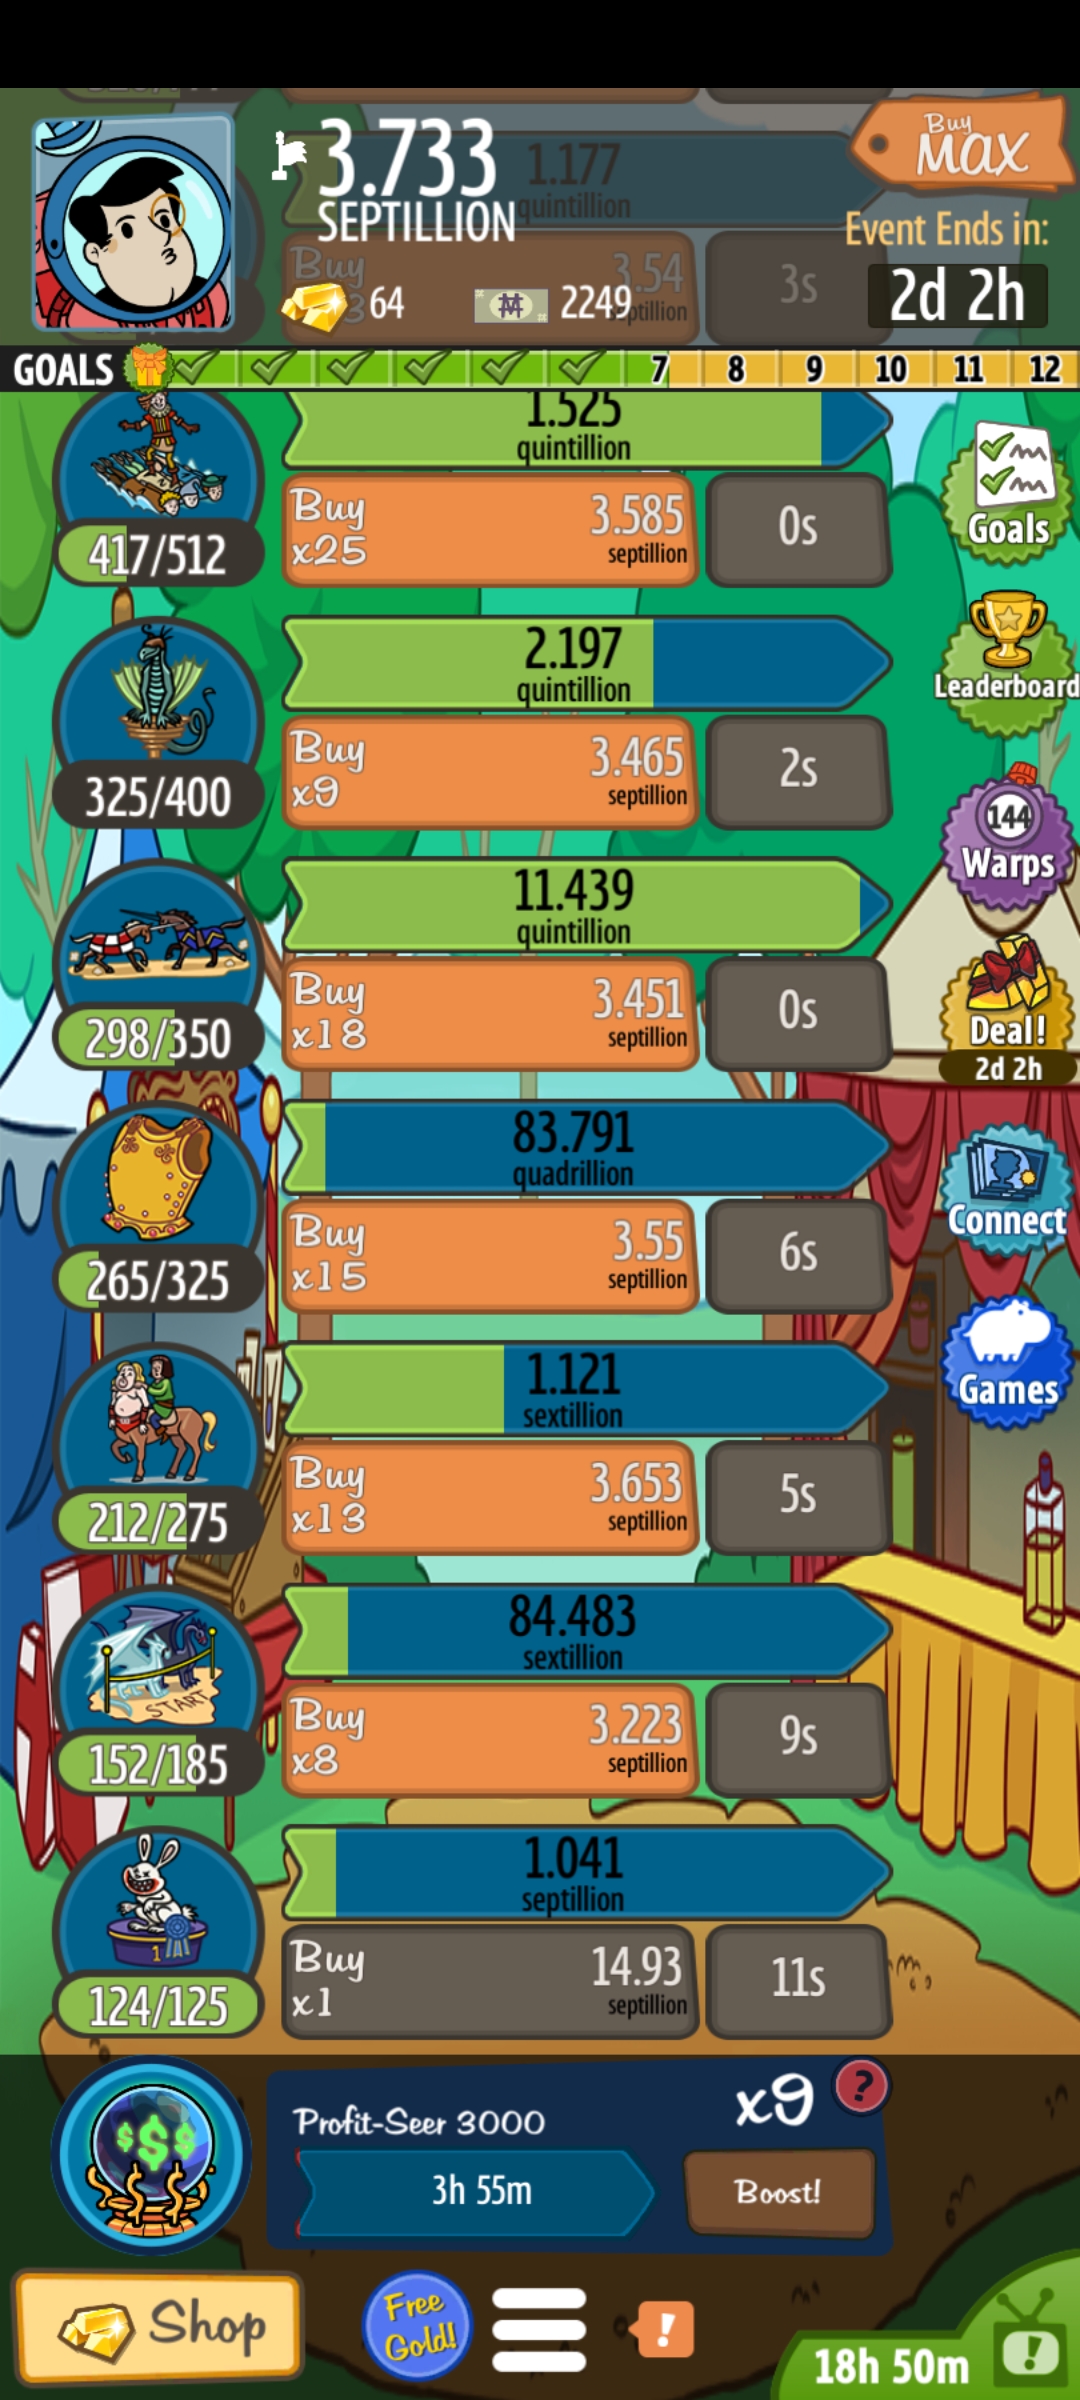 3.733
SEPTILLION
1.177
quintillion
Buy
3.54
septillion
3s
64
2249
Buy
MAX
Event Ends in:
2d 2h
GOALS
7 8 9 10 11 12
1.525
quintillion
417/512
Buy
x25
3.585
septillion
0s
Goals
Leaderboard
2.197
quintillion
325/400
Buy
x9
3.465
septillion
2s
144
Warps
11.439
quintillion
298/350
Buy
x18
3.451
septillion
0s
Deal!
2d 2h
83.791
quadrillion
265/325
Buy
x15
3.55
septillion
6s
Connect
Games
1.121
sextillion
212/275
Buy
x13
3.653
septillion
5s
84.483
sextillion
START
152/185
Buy
x8
3.223
septillion
9s
1.041
septillion
1
124/125
Buy
x1
14.93
septillion
11s
$$$
Profit-Seer 3000
x9
?
3h 55m
Boost!
Shop
Free
Gold!
!
18h 50m
!